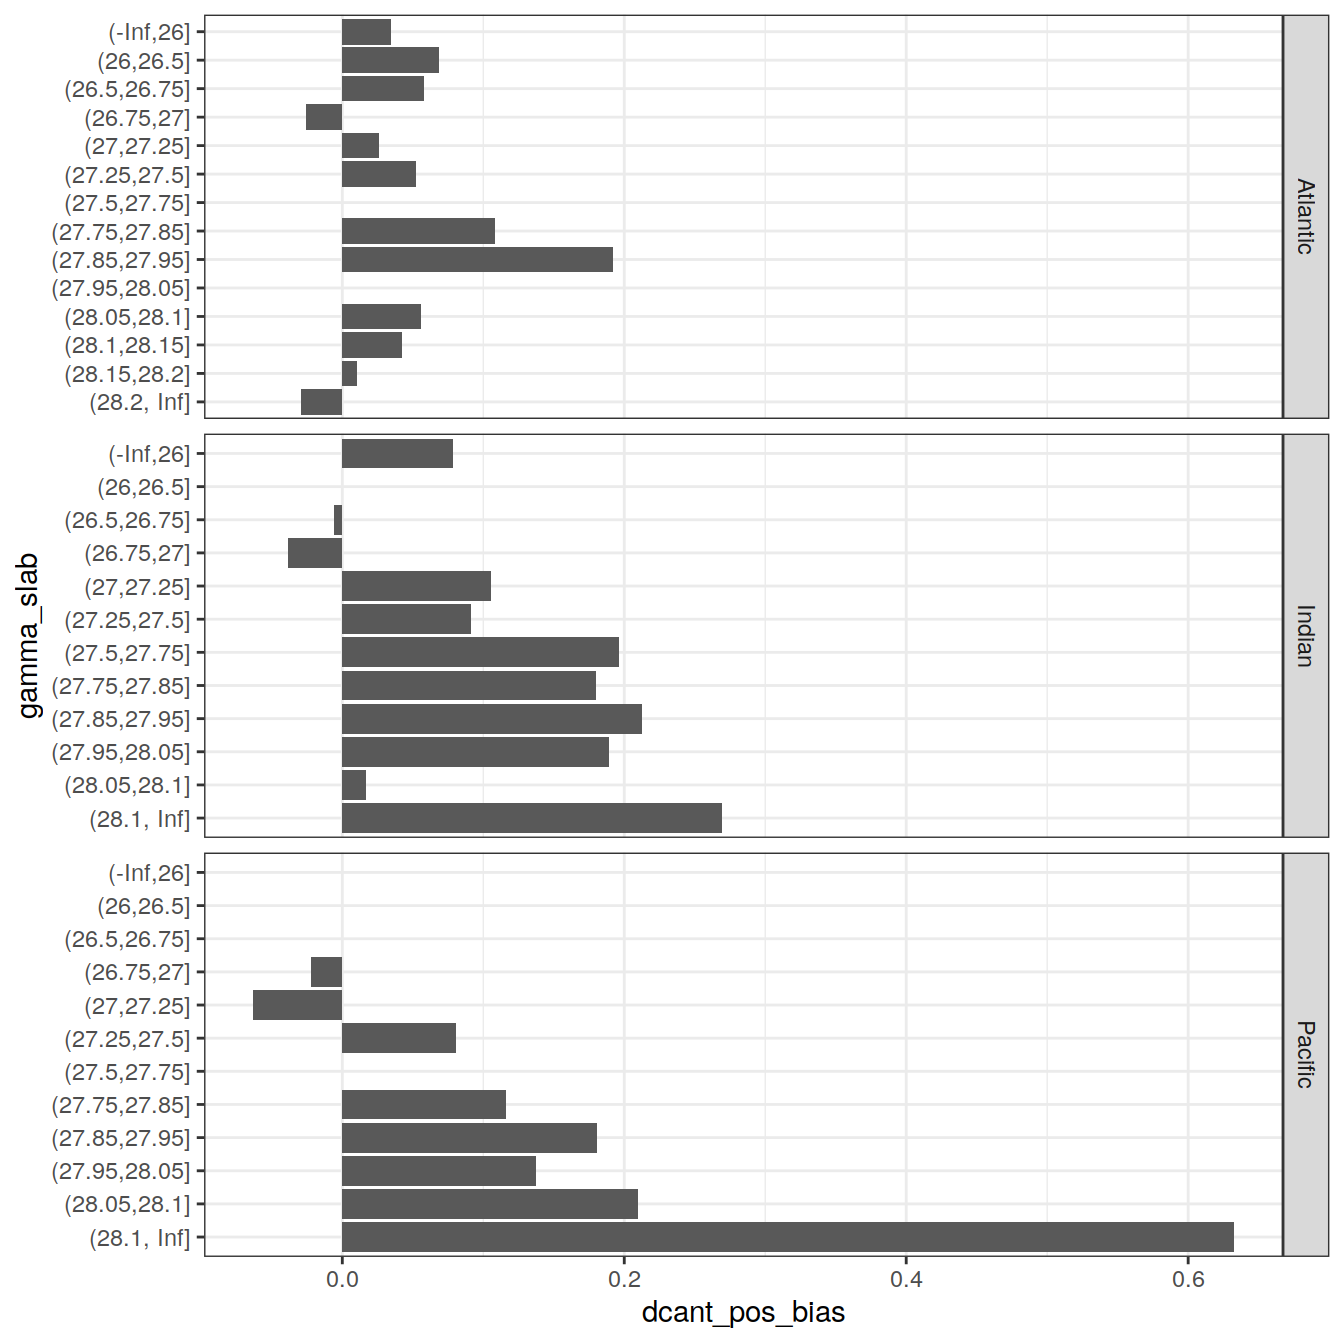 (-Inf,26]
(26,26.5]
(26.5,26.75]
(26.75,27]
(27,27.25]
(27.25,27.5]
(27.5,27.75]
(27.75,27.85]
(27.85,27.95]
(27.95,28.05]
(28.05,28.1]
(28.1,28.15]
(28.15,28.2]
(28.2, Inf]
Atlantic
(-Inf,26]
(26,26.5]
(26.5,26.75]
(26.75,27]
(27,27.25]
(27.25,27.5]
(27.5,27.75]
(27.75,27.85]
(27.85,27.95]
(27.95,28.05]
(28.05,28.1]
(28.1, Inf]
Indian
gamma_slab
(-Inf,26]
(26,26.5]
(26.5,26.75]
(26.75,27]
(27,27.25]
(27.25,27.5]
(27.5,27.75]
(27.75,27.85]
(27.85,27.95]
(27.95,28.05]
(28.05,28.1]
(28.1, Inf]
Pacific
0.0 0.2 0.4 0.6
dcant_pos_bias